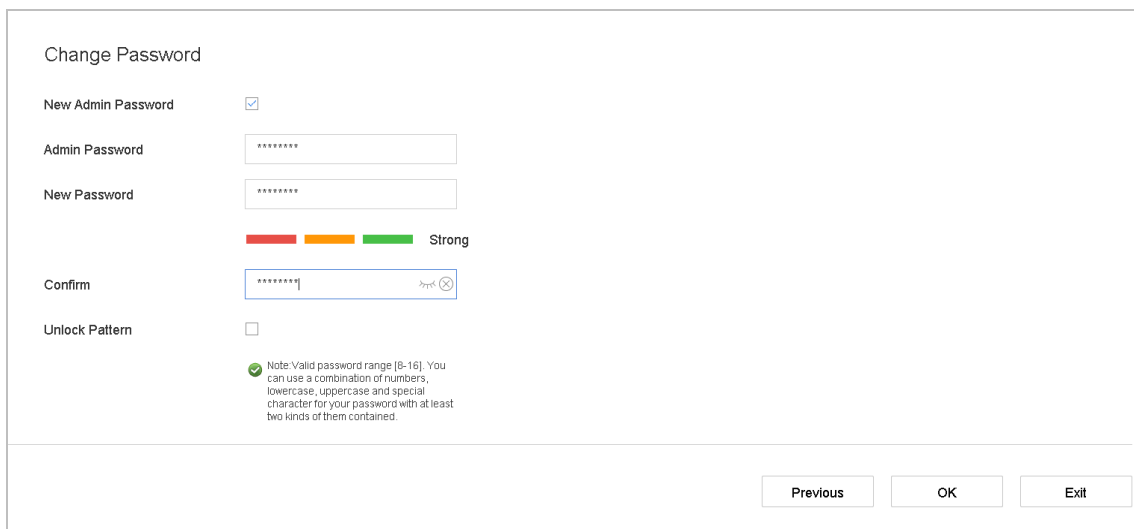 Change Password
New Admin Password
Admin Password ********
New Password ********
Strong
Confirm ********
Unlock Pattern
Note:Valid password range [8-16]. You
can use a combination of numbers,
lowercase, uppercase and special
character for your password with at least
two kinds of them contained.
Previous OK Exit